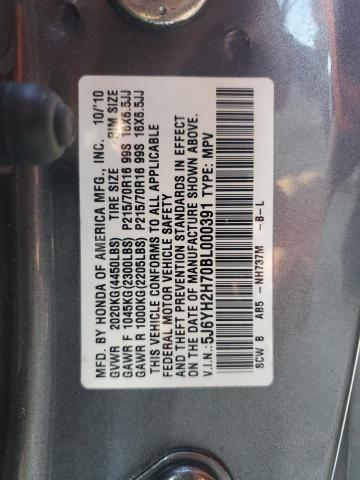 MFD. BY HONDA OF AMERICA MFG., INC. 10/10
TIRE SIZE RIM SIZE
GVWR 2020KG(4450LBS)
GAWR F 1045KG(2300LBS) P215/70DR16 99S 16X6.5JJ
GAWR R 1000KG(2205LBS) P215/70DR16 99S 16X6.5JJ
THIS VEHICLE CONFORMS TO ALL APPLICABLE
FEDERAL MOTOR VEHICLE SAFETY
AND THEFT PREVENTION STANDARDS IN EFFECT
ON THE DATE OF MANUFACTURE SHOWN ABOVE.
V.I.N.: 5J6YH2H70BL000391 TYPE: MPV
SCW B AB5 - NH737M - B-L